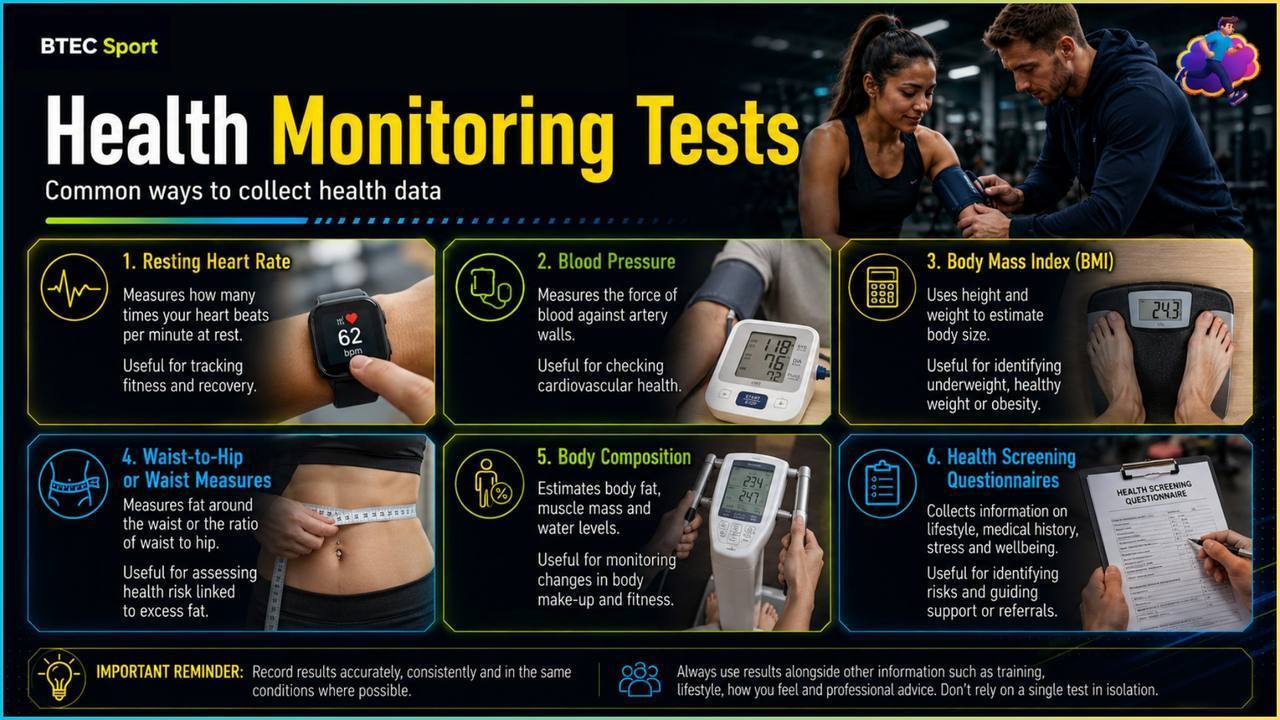 BTEC Sport
Health Monitoring Tests
Common ways to collect health data
1. Resting Heart Rate
Measures how many
times your heart beats
per minute at rest.
Useful for tracking
fitness and recovery.
62
bpm
2. Blood Pressure
Measures the force of
blood against artery
walls.
Useful for checking
cardiovascular health.
118
76
72
START
3. Body Mass Index (BMI)
Uses height and
weight to estimate
body size.
Useful for identifying
underweight, healthy
weight or obesity.
24.3
4. Waist-to-Hip
or Waist Measures
Measures fat around
the waist or the ratio
of waist to hip.
Useful for assessing
health risk linked
to excess fat.
5. Body Composition
Estimates body fat,
muscle mass and
water levels.
Useful for monitoring
changes in body
make-up and fitness.
%
6. Health Screening
Questionnaires
Collects information on
lifestyle, medical history,
stress and wellbeing.
Useful for identifying
risks and guiding
support or referrals.
HEALTH SCREENING
QUESTIONNAIRE
IMPORTANT REMINDER: Record results accurately, consistently and in the same
conditions where possible.
Always use results alongside other information such as training,
lifestyle, how you feel and professional advice. Don't rely on a single test in isolation.